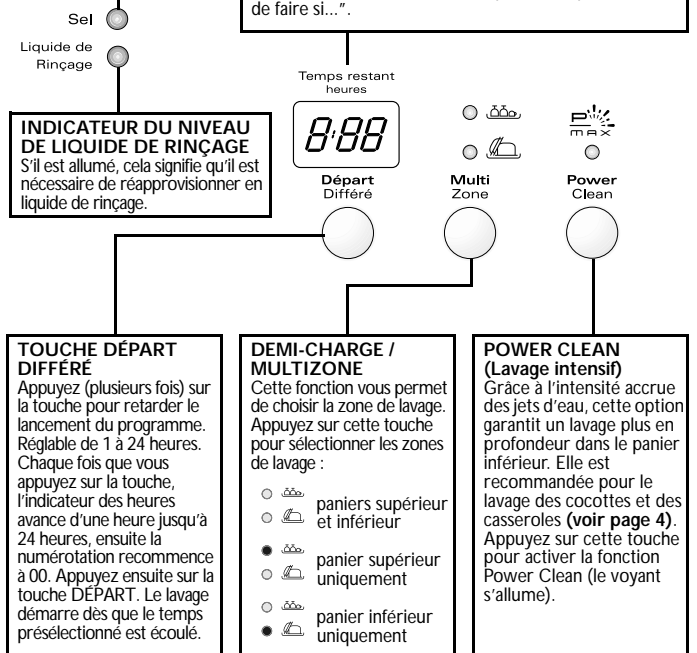 de faire si...".
Sel
Liquide de
Rinçage
INDICATEUR DU NIVEAU
DE LIQUIDE DE RINÇAGE
S'il est allumé, cela signifie qu'il est
nécessaire de réapprovisionner en
liquide de rinçage.
Temps restant
heures
8:88
Départ
Différé
Multi
Zone
P
MAX
Power
Clean
TOUCHE DÉPART
DIFFÉRÉ
Appuyez (plusieurs fois) sur
la touche pour retarder le
lancement du programme.
Réglable de 1 à 24 heures.
Chaque fois que vous
appuyez sur la touche,
l'indicateur des heures
avance d'une heure jusqu'à
24 heures, ensuite la
numérotation recommence
à 00. Appuyez ensuite sur la
touche DÉPART. Le lavage
démarre dès que le temps
présélectionné est écoulé.
DEMI-CHARGE /
MULTIZONE
Cette fonction vous permet
de choisir la zone de lavage.
Appuyez sur cette touche
pour sélectionner les zones
de lavage :
paniers supérieur
et inférieur
panier supérieur
uniquement
panier inférieur
uniquement
POWER CLEAN
(Lavage intensif)
Grâce à l'intensité accrue
des jets d'eau, cette option
garantit un lavage plus en
profondeur dans le panier
inférieur. Elle est
recommandée pour le
lavage des cocottes et des
casseroles (voir page 4).
Appuyez sur cette touche
pour activer la fonction
Power Clean (le voyant
s'allume).